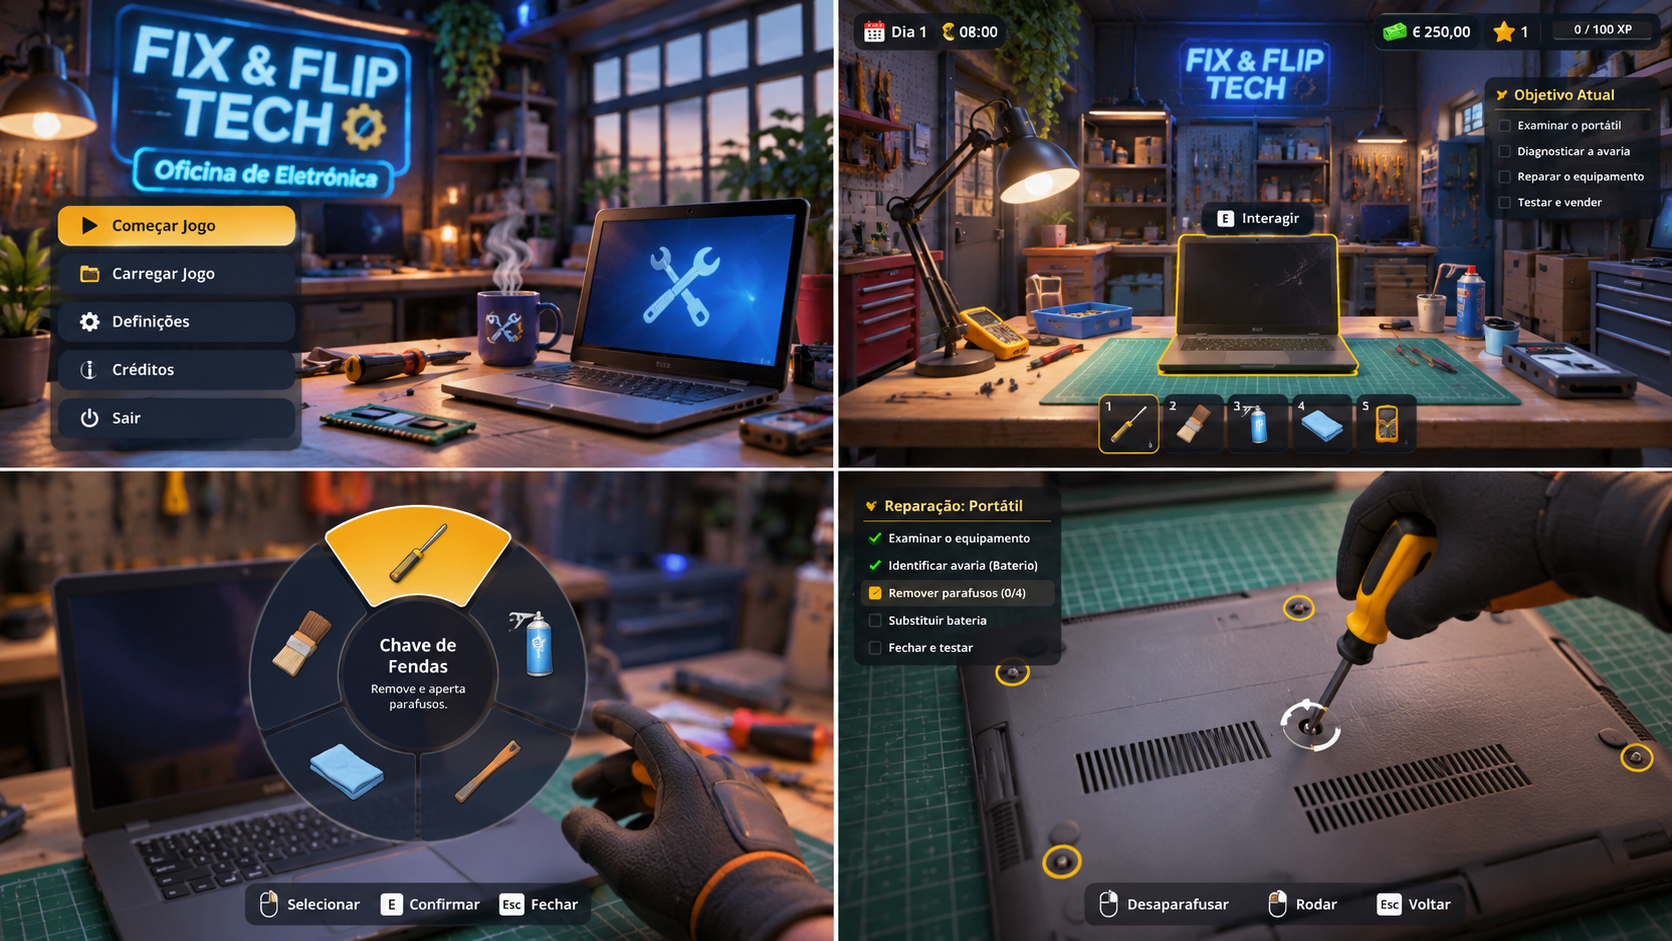 FIX & FLIP
TECH
Oficina de Eletrónica
Começar Jogo
Carregar Jogo
Definições
Créditos
Sair
Dia 1
08:00
€ 250,00
1
0 / 100 XP
FIX & FLIP
TECH
Objetivo Atual
Examinar o portátil
Diagnosticar a avaria
Reparar o equipamento
Testar e vender
E Interagir
1
2
3
4
5
Chave de
Fendas
Remove e aperta
parafusos.
Selecionar
E Confirmar
Esc Fechar
Reparação: Portátil
Examinar o equipamento
Identificar avaria (Baterio)
Remover parafusos (0/4)
Substituir bateria
Fechar e testar
Desaparafusar
Rodar
Esc Voltar